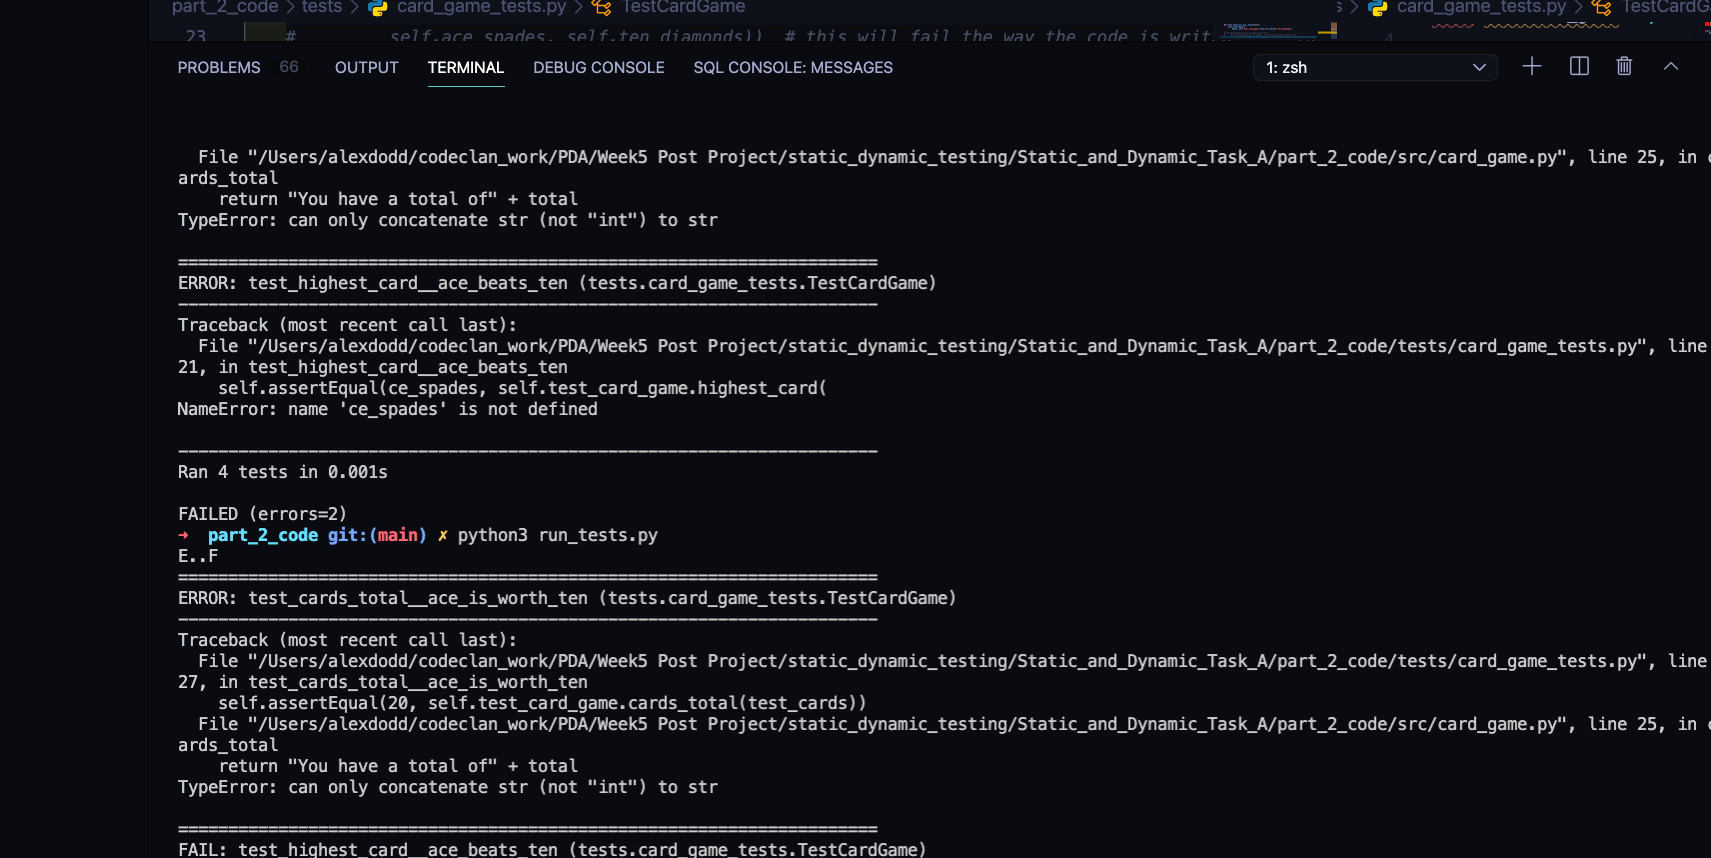 part_2_code > tests > card_game_tests.py > TestCardGame
s > card_game_tests.py > TestCardGa
23 # self.ace_spades, self.ten_diamonds)) # this will fail the way the code is writ.
PROBLEMS 66 OUTPUT TERMINAL DEBUG CONSOLE SQL CONSOLE: MESSAGES 1: zsh
File "/Users/alexdodd/codeclan_work/PDA/Week5 Post Project/static_dynamic_testing/Static_and_Dynamic_Task_A/part_2_code/src/card_game.py", line 25, in c
ards_total
return "You have a total of" + total
TypeError: can only concatenate str (not "int") to str
======================================================================
ERROR: test_highest_card__ace_beats_ten (tests.card_game_tests.TestCardGame)
----------------------------------------------------------------------
Traceback (most recent call last):
File "/Users/alexdodd/codeclan_work/PDA/Week5 Post Project/static_dynamic_testing/Static_and_Dynamic_Task_A/part_2_code/tests/card_game_tests.py", line
21, in test_highest_card__ace_beats_ten
self.assertEqual(ce_spades, self.test_card_game.highest_card(
NameError: name 'ce_spades' is not defined
----------------------------------------------------------------------
Ran 4 tests in 0.001s
FAILED (errors=2)
➜ part_2_code git:(main) ✗ python3 run_tests.py
E..F
======================================================================
ERROR: test_cards_total__ace_is_worth_ten (tests.card_game_tests.TestCardGame)
----------------------------------------------------------------------
Traceback (most recent call last):
File "/Users/alexdodd/codeclan_work/PDA/Week5 Post Project/static_dynamic_testing/Static_and_Dynamic_Task_A/part_2_code/tests/card_game_tests.py", line
27, in test_cards_total__ace_is_worth_ten
self.assertEqual(20, self.test_card_game.cards_total(test_cards))
File "/Users/alexdodd/codeclan_work/PDA/Week5 Post Project/static_dynamic_testing/Static_and_Dynamic_Task_A/part_2_code/src/card_game.py", line 25, in c
ards_total
return "You have a total of" + total
TypeError: can only concatenate str (not "int") to str
======================================================================
FAIL: test_highest_card__ace_beats_ten (tests.card_game_tests.TestCardGame)